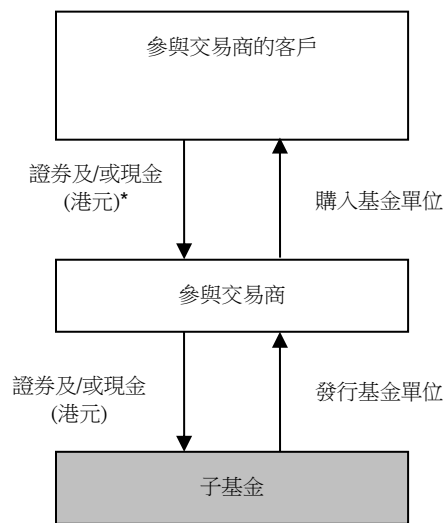 參與交易商的客戶
證券及/或現金
(港元)*
購入基金單位
參與交易商
證券及/或現金
(港元)
發行基金單位
子基金